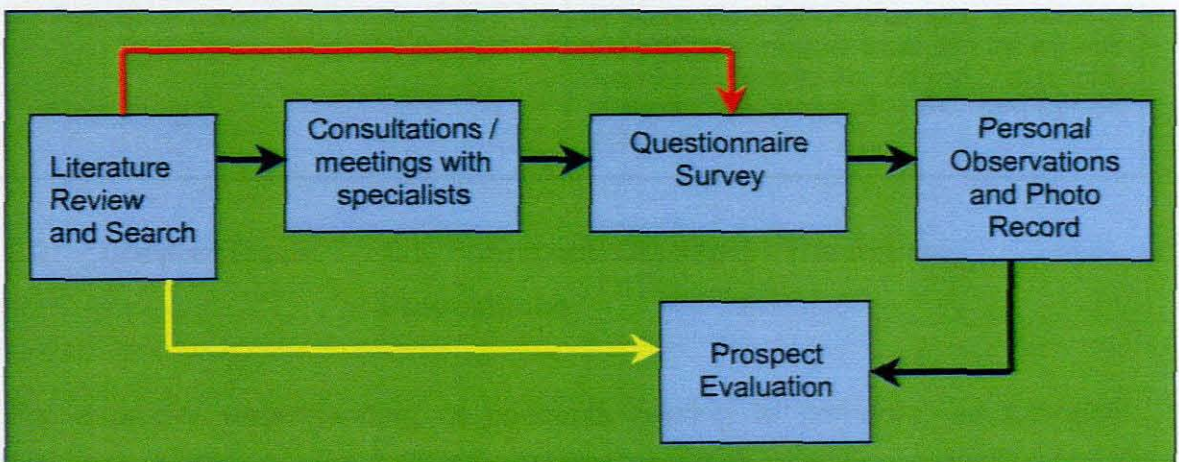 Literature
Review
and Search
Consultations /
meetings with
specialists
Questionnaire
Survey
Personal
Observations
and Photo
Record
Prospect
Evaluation